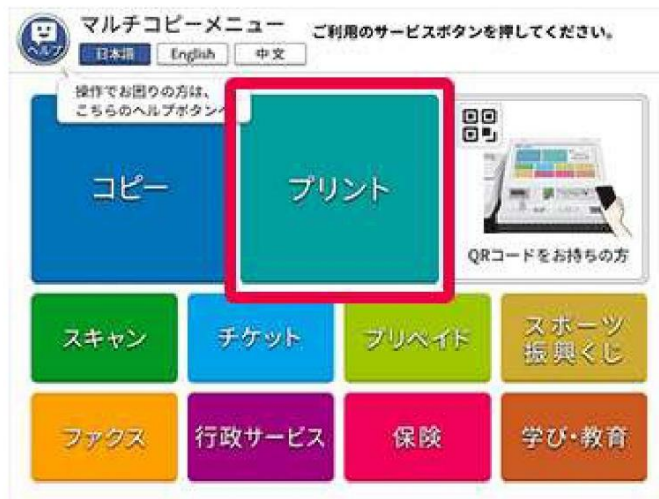 マルチコピーメニュー
ご利用のサービスボタンを押してください。
ヘルプ
日本語 English 中文
操作でお困りの方は、
こちらのヘルプボタンへ
コピー
プリント
QRコードをお持ちの方
スキャン
チケット
プリペイド
スポーツ
振興くじ
ファクス
行政サービス
保険
学び・教育